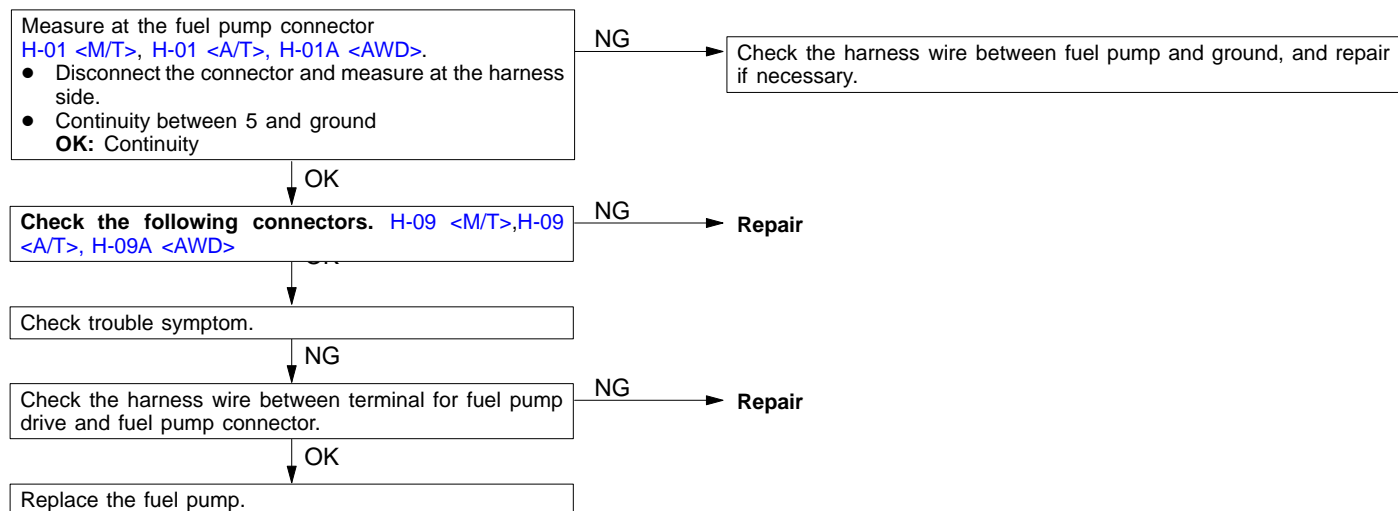 Measure at the fuel pump connector
H-01 <M/T>, H-01 <A/T>, H-01A <AWD>.
● Disconnect the connector and measure at the harness
side.
● Continuity between 5 and ground
OK: Continuity
NG
Check the harness wire between fuel pump and ground, and repair
if necessary.
OK
Check the following connectors. H-09 <M/T>,H-09
<A/T>, H-09A <AWD>
NG
Repair
OK
Check trouble symptom.
NG
Check the harness wire between terminal for fuel pump
drive and fuel pump connector.
NG
Repair
OK
Replace the fuel pump.